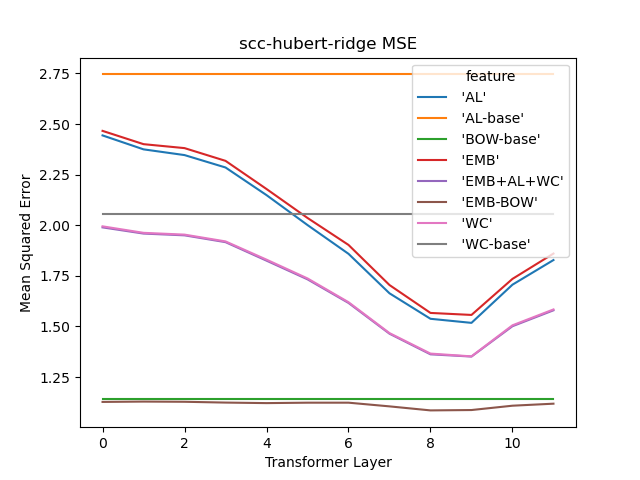 scc-hubert-ridge MSE
Mean Squared Error
2.75
2.50
2.25
2.00
1.75
1.50
1.25
feature
'AL'
'AL-base'
'BOW-base'
'EMB'
'EMB+AL+WC'
'EMB-BOW'
'WC'
'WC-base'
0 2 4 6 8 10
Transformer Layer